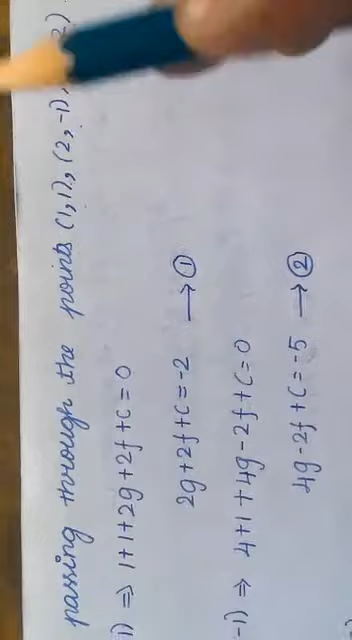 passing through the points (1,1), (2,-1), 2)
1) ⇒ 1+1+2g+2f+c=0
2g+2f+c=-2 → ①
-1) ⇒ 4+1+4g-2f+c=0
4g-2f+c=-5 → ②